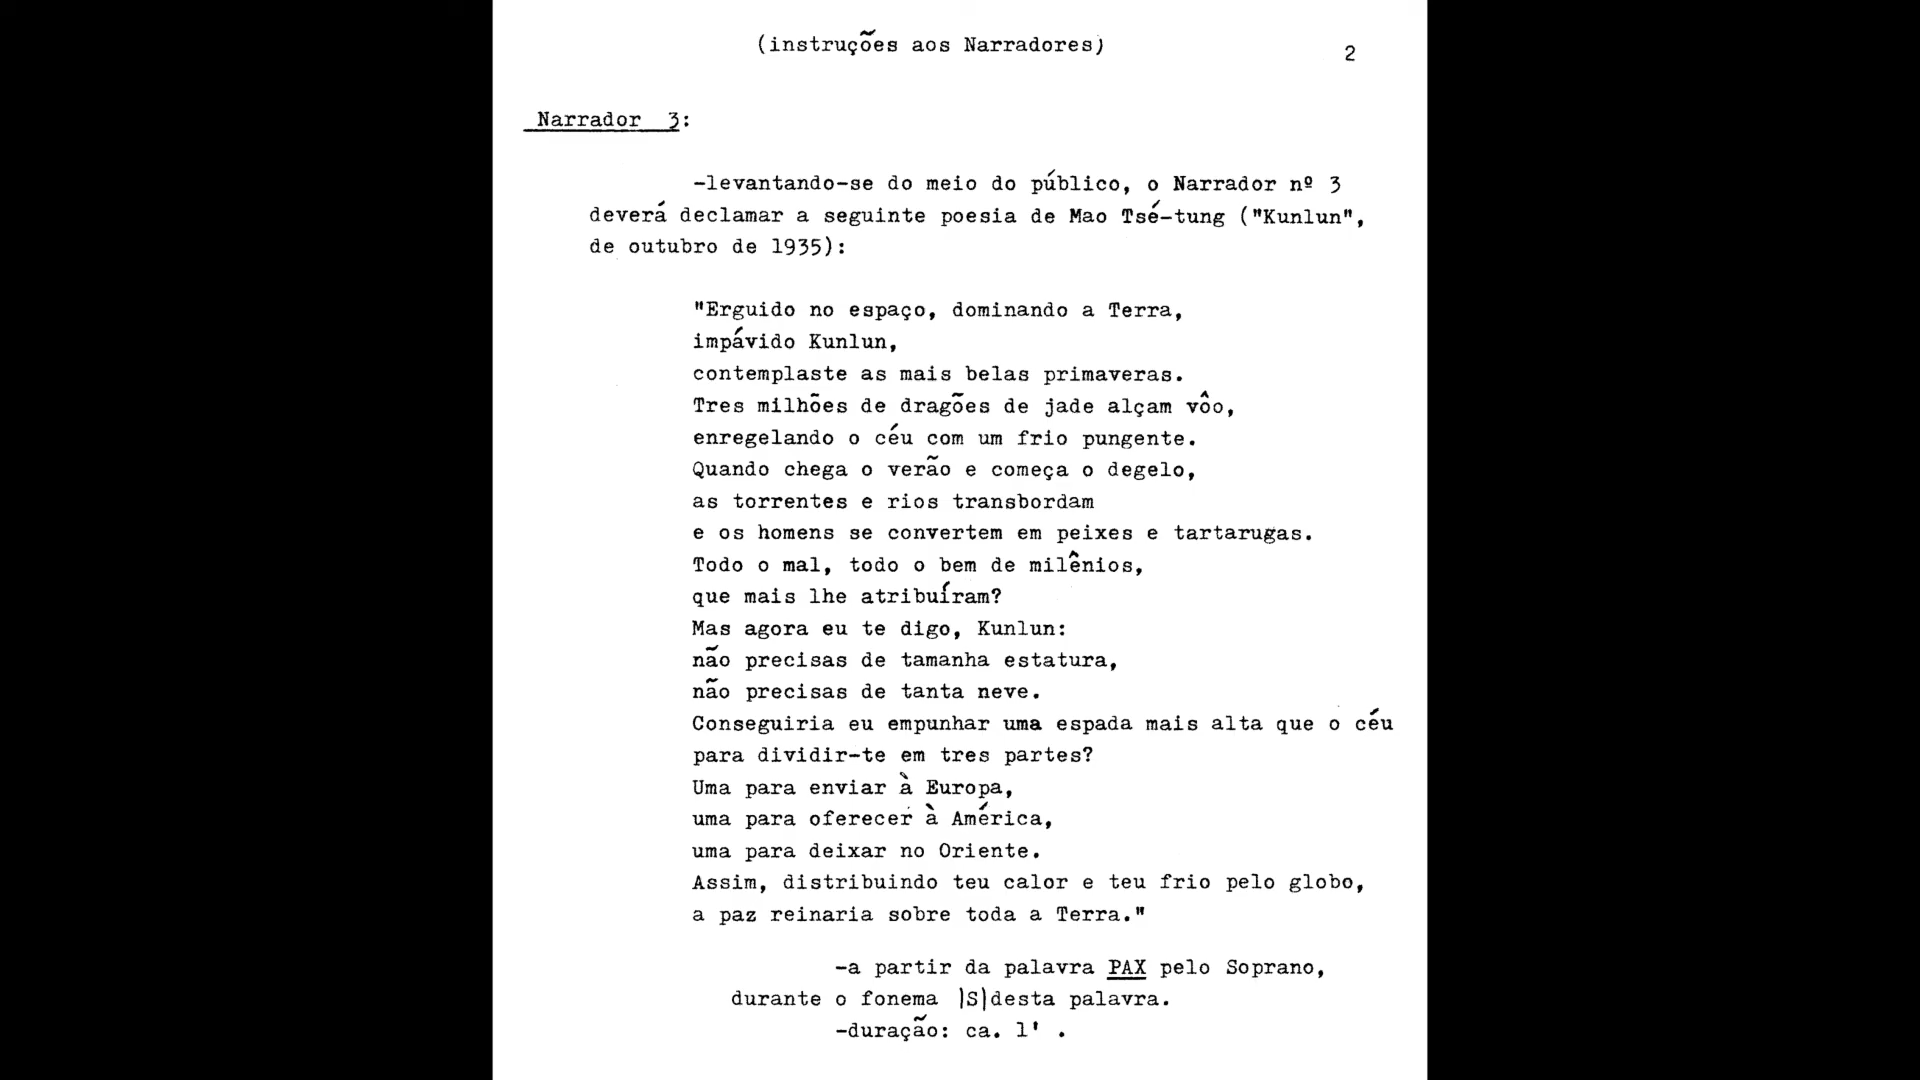 (instruções aos Narradores)
2
Narrador 3:
-levantando-se do meio do público, o Narrador nº 3
deverá declamar a seguinte poesia de Mao Tsé-tung ("Kunlun",
de outubro de 1935):
"Erguido no espaço, dominando a Terra,
impávido Kunlun,
contemplaste as mais belas primaveras.
Tres milhões de dragões de jade alçam vôo,
enregelando o céu com um frio pungente.
Quando chega o verão e começa o degelo,
as torrentes e rios transbordam
e os homens se convertem em peixes e tartarugas.
Todo o mal, todo o bem de milênios,
que mais lhe atribuíram?
Mas agora eu te digo, Kunlun:
não precisas de tamanha estatura,
não precisas de tanta neve.
Conseguiria eu empunhar uma espada mais alta que o céu
para dividir-te em tres partes?
Uma para enviar à Europa,
uma para oferecer à América,
uma para deixar no Oriente.
Assim, distribuindo teu calor e teu frio pelo globo,
a paz reinaria sobre toda a Terra."
-a partir da palavra PAX pelo Soprano,
durante o fonema |S|desta palavra.
-duração: ca. 1' .